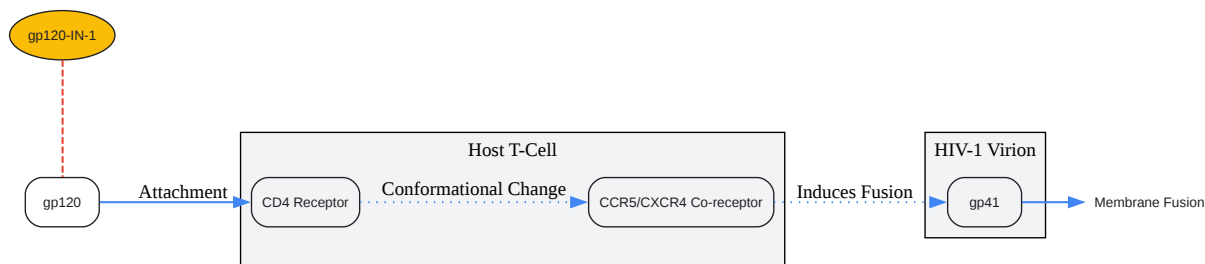 gp120-IN-1
Host T-Cell
HIV-1 Virion
gp120
Attachment
CD4 Receptor
Conformational Change
CCR5/CXCR4 Co-receptor
Induces Fusion
gp41
Membrane Fusion